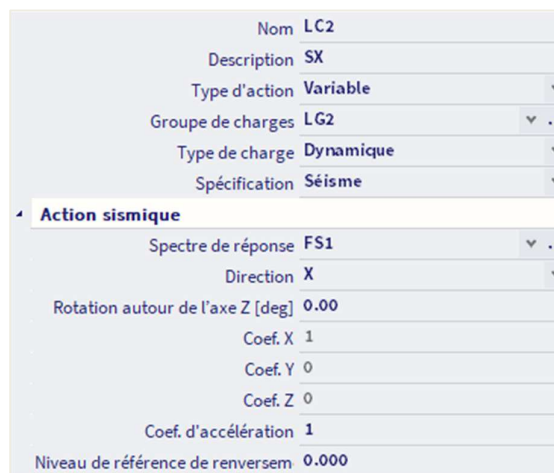 Nom LC2
Description SX
Type d'action Variable
Groupe de charges LG2
Type de charge Dynamique
Spécification Séisme
Action sismique
Spectre de réponse FS1
Direction X
Rotation autour de l'axe Z [deg] 0.00
Coef. X 1
Coef. Y 0
Coef. Z 0
Coef. d'accélération 1
Niveau de référence de renversem 0.000